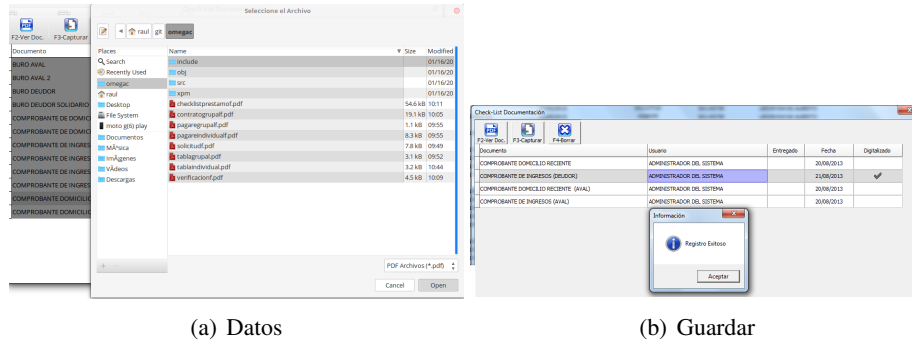 Seleccione el Archivo
F2-Ver Doc. F3-Capturar
raul git omegac
Documento
BURO AVAL
BURO AVAL 2
BURO DEUDOR
BURO DEUDOR SOLIDARIO
COMPROBANTE DE DOMIC
COMPROBANTE DE DOMIC
COMPROBANTE DE INGRES
COMPROBANTE DE INGRES
COMPROBANTE DE INGRES
COMPROBANTE DOMICILIO
COMPROBANTE DOMICILIO
Places
Search
Recently Used
omegac
raul
Desktop
File System
moto g(6) play
Documentos
MÃºsica
ImÃgenes
VÃdeos
Descargas
Name Size Modified
include 01/16/20
obj 01/16/20
src 01/16/20
xpm 01/16/20
checklistprestamof.pdf 54.6 kB 10:11
contratogrupalf.pdf 19.1 kB 10:05
pagaregrupalf.pdf 1.1 kB 09:55
pagareindividualf.pdf 8.3 kB 09:55
solicitudf.pdf 7.8 kB 09:49
tablagrupal.pdf 3.1 kB 09:52
tablaindividual.pdf 3.2 kB 10:44
verificacionf.pdf 4.5 kB 10:09
PDF Archivos (*.pdf)
Cancel Open
(a) Datos
Check-List Documentación
F2-Ver Doc. F3-Capturar F4-Borrar
Documento Usuario Entregado Fecha Digitalizado
COMPROBANTE DOMICILIO RECIENTE ADMINISTRADOR DEL SISTEMA 20/08/2013
COMPROBANTE DE INGRESOS (DEUDOR) ADMINISTRADOR DEL SISTEMA 21/08/2013
COMPROBANTE DOMICILIO RECIENTE (AVAL) ADMINISTRADOR DEL SISTEMA 20/08/2013
COMPROBANTE DE INGRESOS (AVAL) ADMINISTRADOR DEL SISTEMA 20/08/2013
Información
Registro Exitoso
Aceptar
(b) Guardar